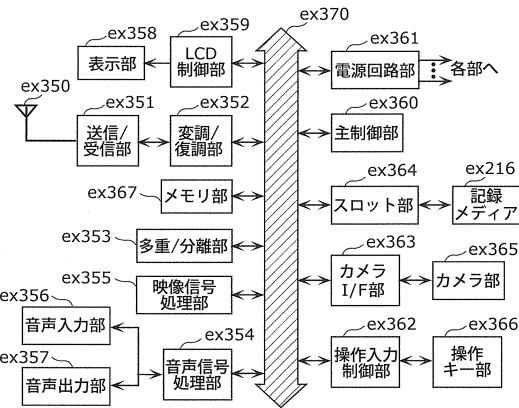 ex370
ex358
ex359
ex361
表示部
LCD
制御部
電源回路部
各部へ
ex350
ex351
ex352
ex360
送信/
受信部
変調/
復調部
主制御部
ex364
ex216
ex367
メモリ部
スロット部
記録
メディア
ex353
多重/分離部
ex363
ex365
ex355
映像信号
処理部
カメラ
I/F部
カメラ部
ex356
音声入力部
ex354
ex362
ex366
ex357
音声出力部
音声信号
処理部
操作入力
制御部
操作
キー部